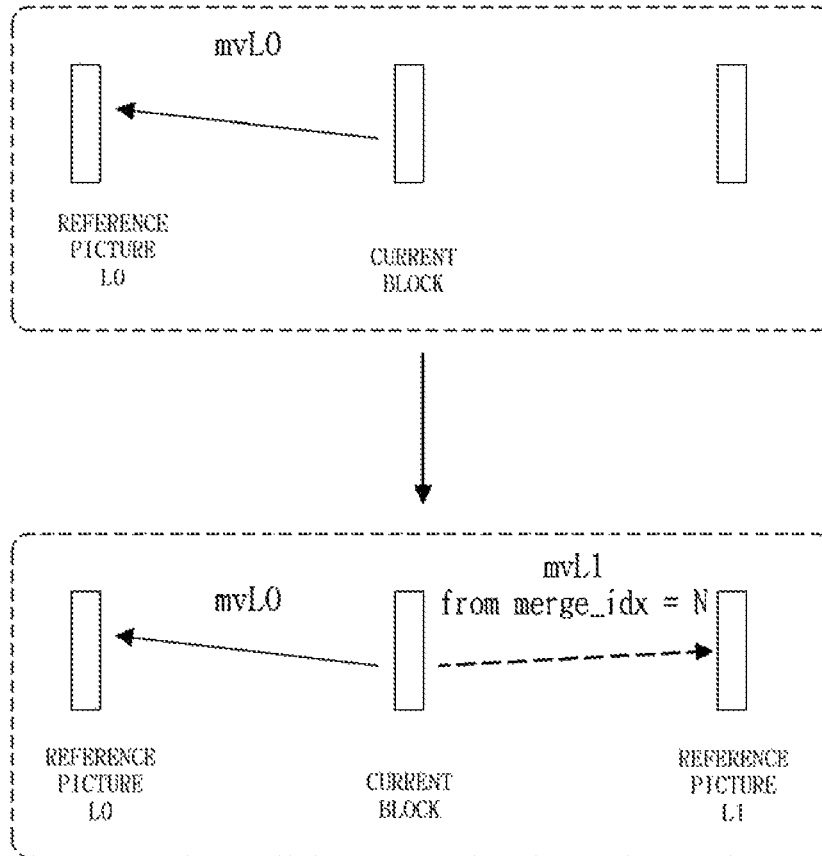 mvL0
REFERENCE
PICTURE
L0
CURRENT
BLOCK
mvL1
from merge_idx = N
mvL0
REFERENCE
PICTURE
L0
CURRENT
BLOCK
REFERENCE
PICTURE
L1